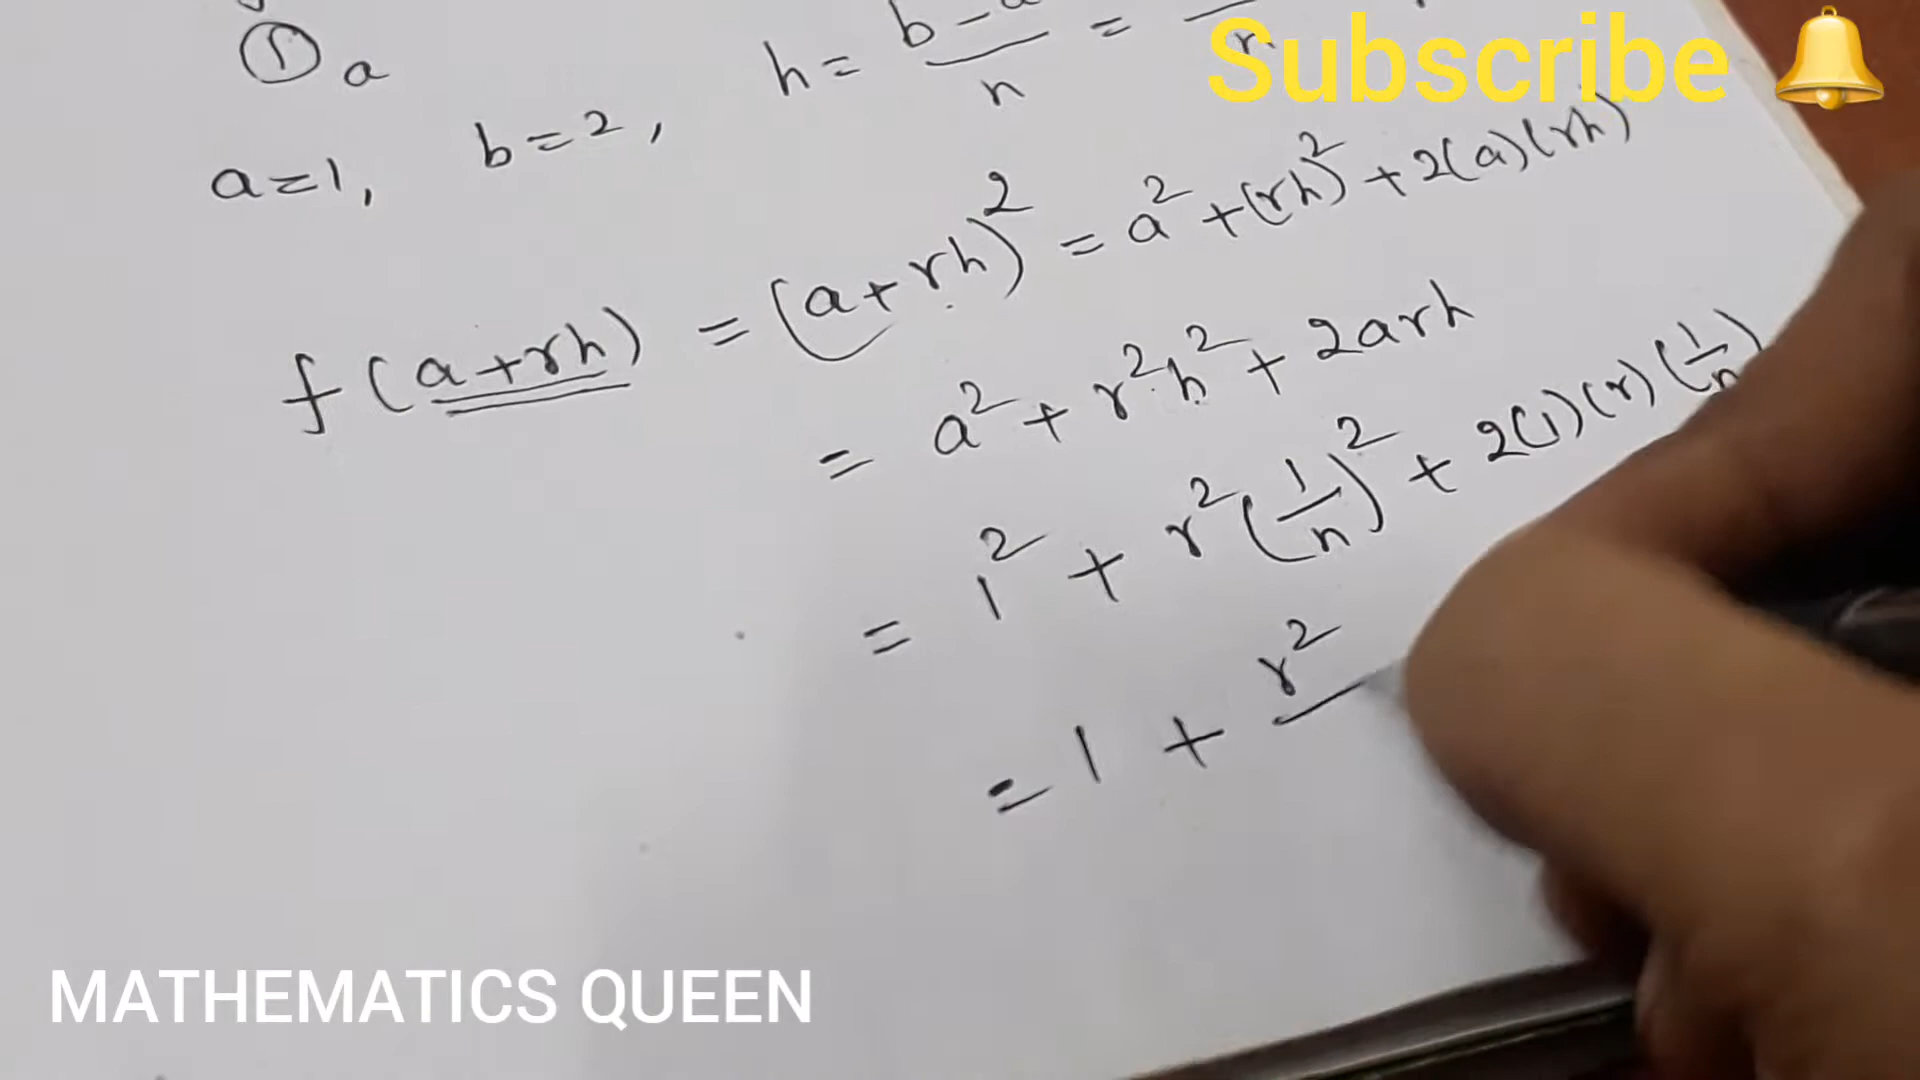 Subscribe 🔔
① a h = b - a / n = / n
a=1, b=2,
f(a+rh) = (a+rh)² = a² + (rh)² + 2(a)(rh)
= a² + r²h² + 2arh
= 1² + r²(1/n)² + 2(1)(r)(1/n)
= 1 + r²
MATHEMATICS QUEEN